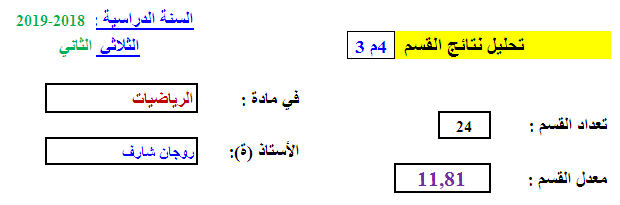 السنة الدراسية : 2018-2019
تحليل نتائج القسم 4م 3
الثلاثي الثاني
في مادة : الرياضيات
تعداد القسم : 24
الأستاذ (ة): روجان شارف
معدل القسم : 11,81